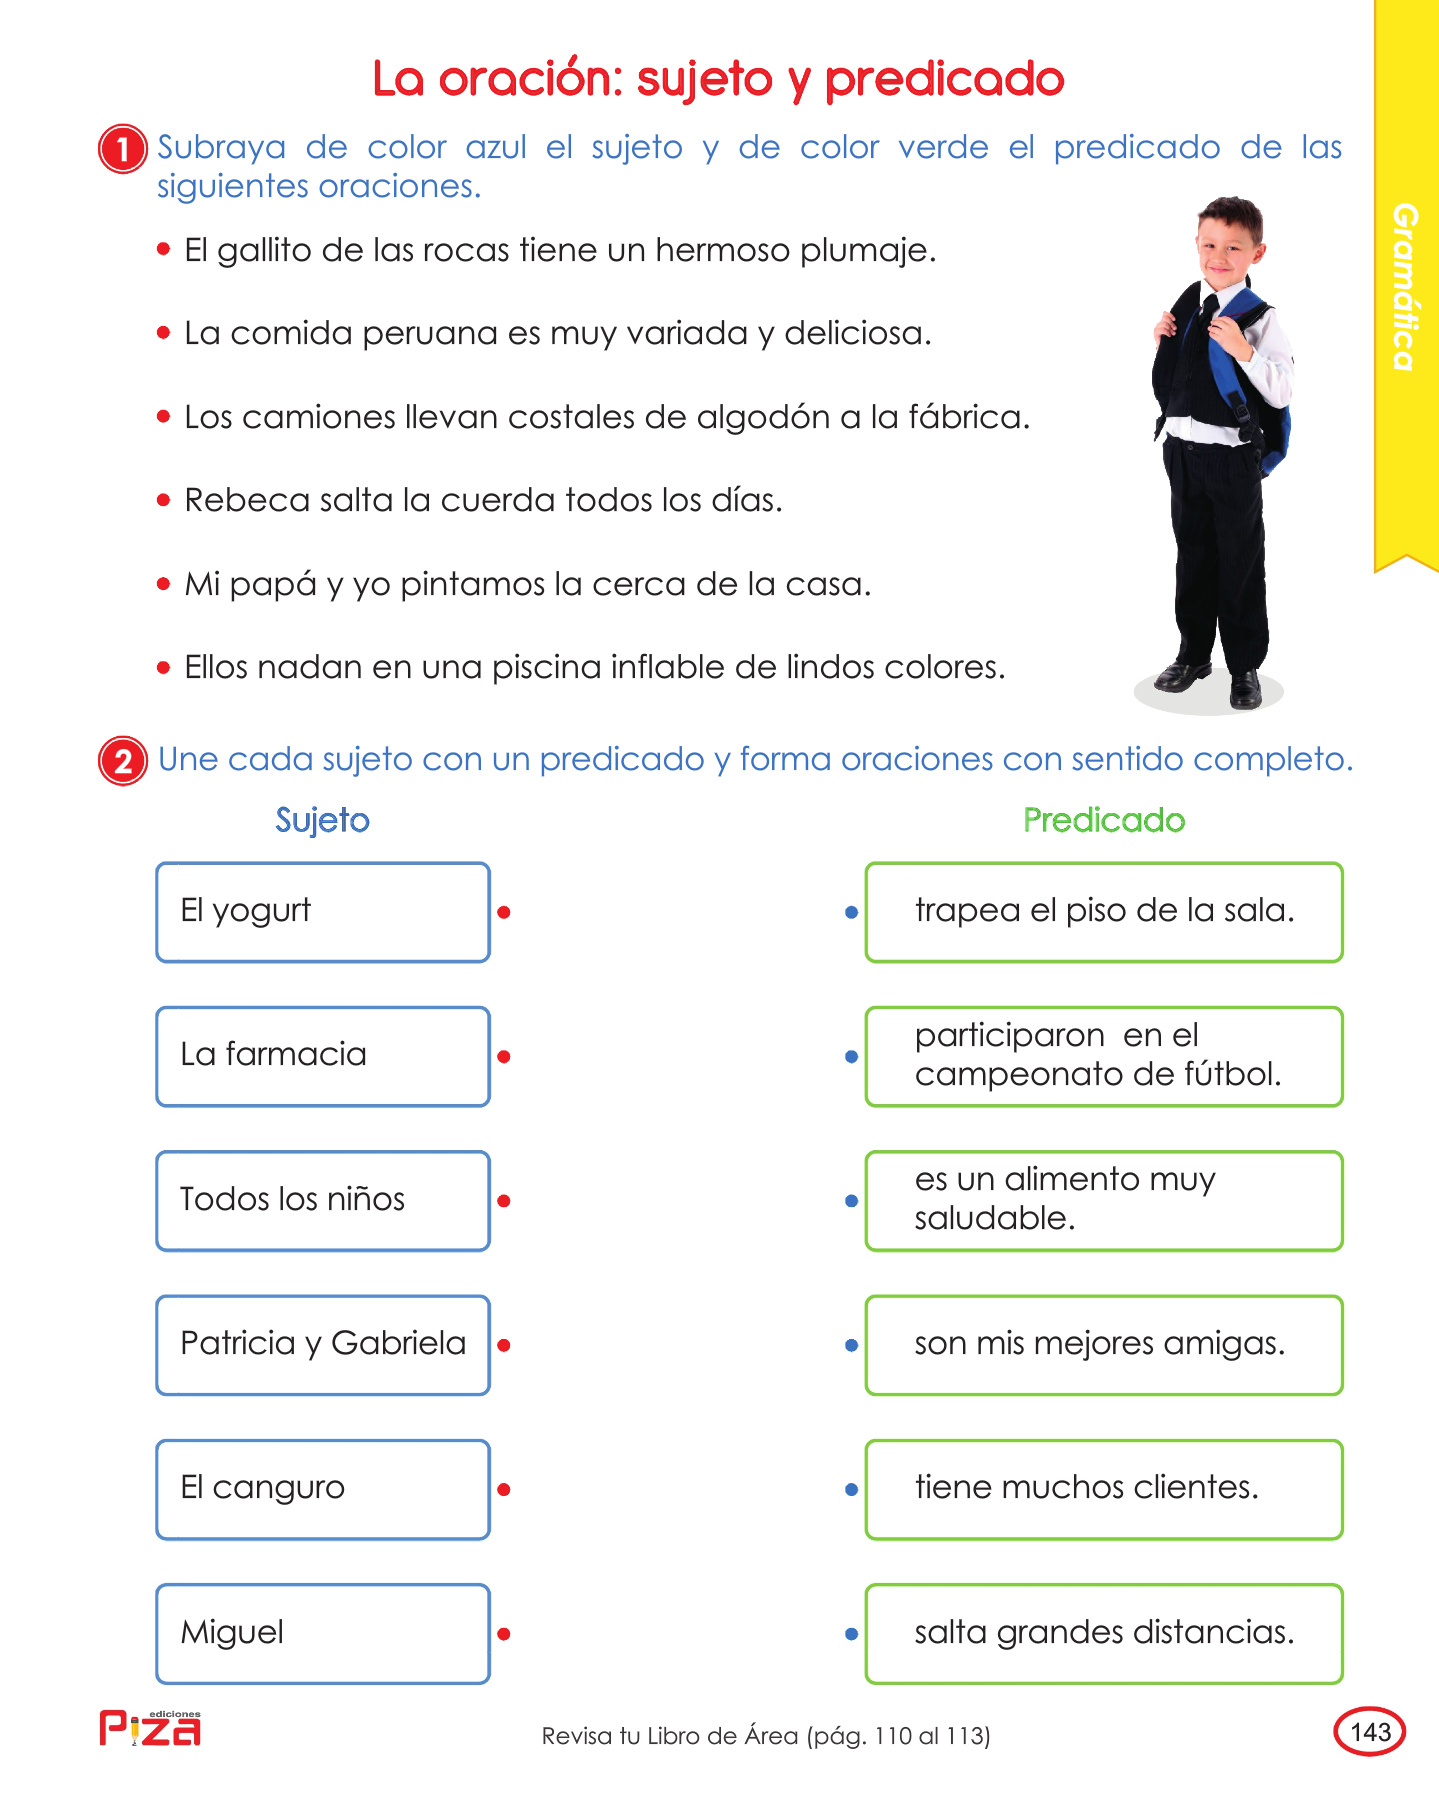 La oración: sujeto y predicado
1 Subraya de color azul el sujeto y de color verde el predicado de las
siguientes oraciones.
• El gallito de las rocas tiene un hermoso plumaje.
• La comida peruana es muy variada y deliciosa.
• Los camiones llevan costales de algodón a la fábrica.
• Rebeca salta la cuerda todos los días.
• Mi papá y yo pintamos la cerca de la casa.
• Ellos nadan en una piscina inflable de lindos colores.
Gramática
2 Une cada sujeto con un predicado y forma oraciones con sentido completo.
Sujeto
Predicado
El yogurt
trapea el piso de la sala.
La farmacia
participaron en el
campeonato de fútbol.
Todos los niños
es un alimento muy
saludable.
Patricia y Gabriela
son mis mejores amigas.
El canguro
tiene muchos clientes.
Miguel
salta grandes distancias.
ediciones
Piza
Revisa tu Libro de Área (pág. 110 al 113)
143